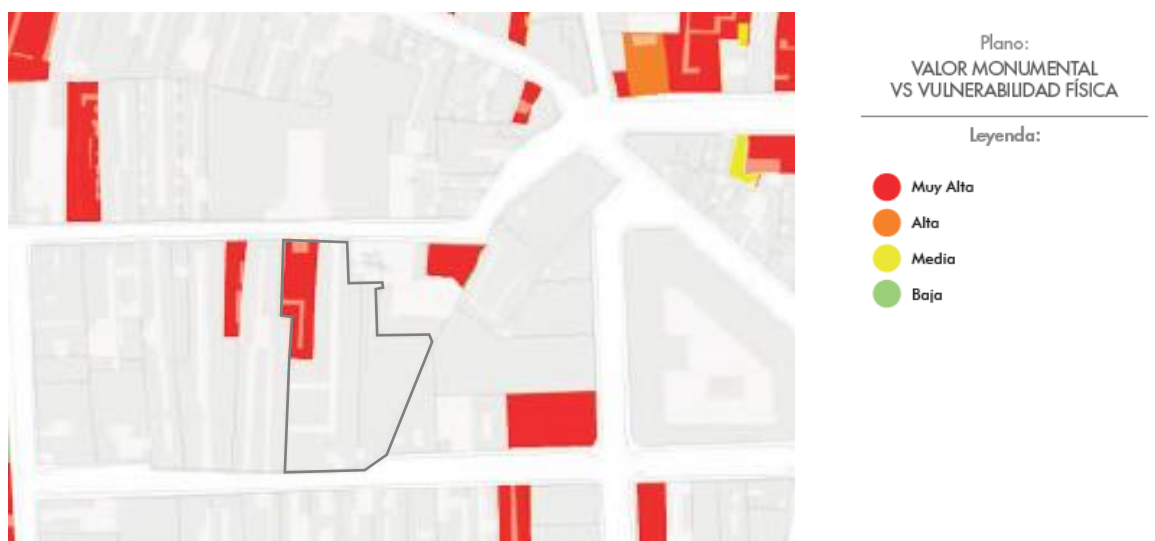 Plano:
VALOR MONUMENTAL
VS VULNERABILIDAD FÍSICA
Leyenda:
Muy Alta
Alta
Media
Baja